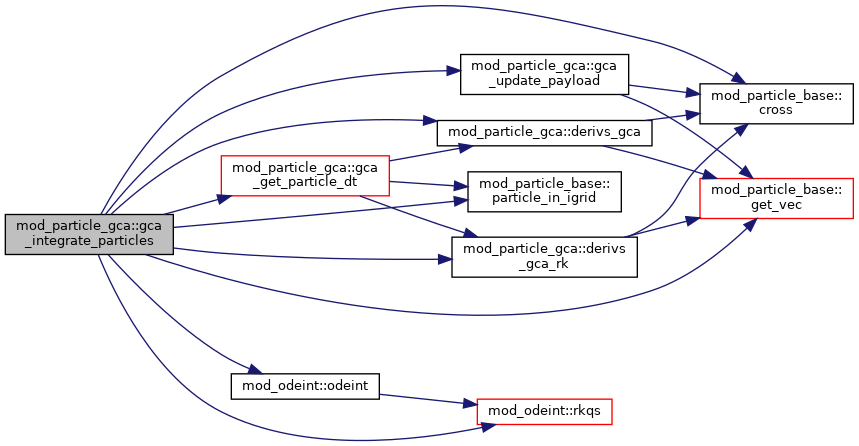 mod_particle_gca::gca
_integrate_particles
mod_particle_gca::gca
_get_particle_dt
mod_particle_gca::gca
_update_payload
mod_particle_gca::derivs_gca
mod_particle_base::
particle_in_igrid
mod_particle_gca::derivs
_gca_rk
mod_odeint::odeint
mod_odeint::rkqs
mod_particle_base::
cross
mod_particle_base::
get_vec